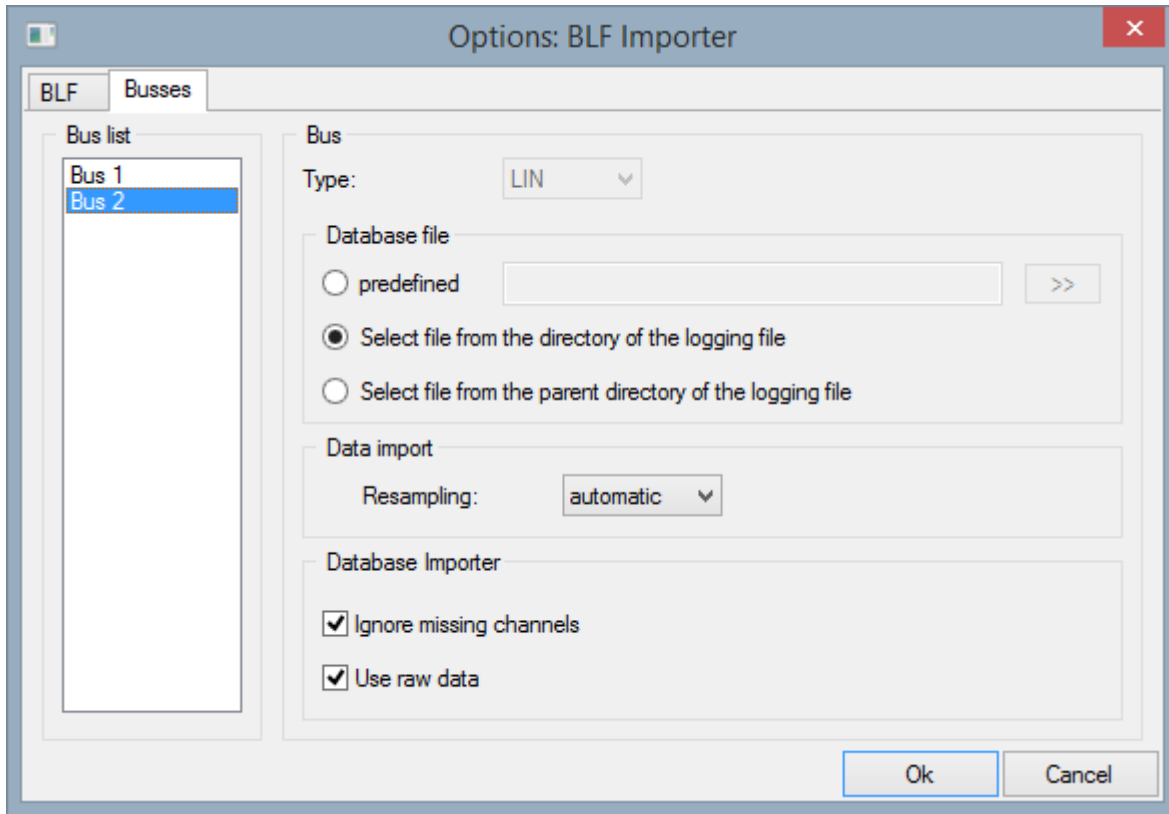 Options: BLF Importer
BLF
Busses
Bus list
Bus 1
Bus 2
Bus
Type:
LIN
Database file
predefined
>>
Select file from the directory of the logging file
Select file from the parent directory of the logging file
Data import
Resampling:
automatic
Database Importer
Ignore missing channels
Use raw data
Ok
Cancel